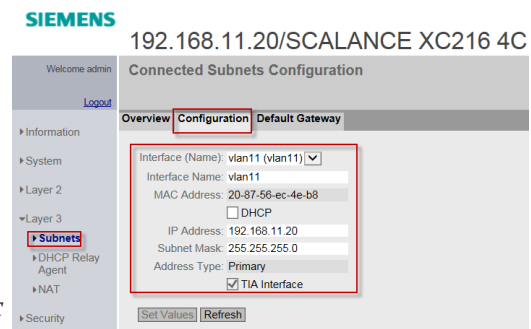 SIEMENS
192.168.11.20/SCALANCE XC216 4C
Welcome admin
Logout
Connected Subnets Configuration
Overview Configuration Default Gateway
Information
System
Layer 2
Layer 3
Subnets
DHCP Relay
Agent
NAT
Security
Interface (Name): vlan11 (vlan11)
Interface Name: vlan11
MAC Address: 20-87-56-ec-4e-b8
DHCP
IP Address: 192.168.11.20
Subnet Mask: 255.255.255.0
Address Type: Primary
TIA Interface
Set Values Refresh